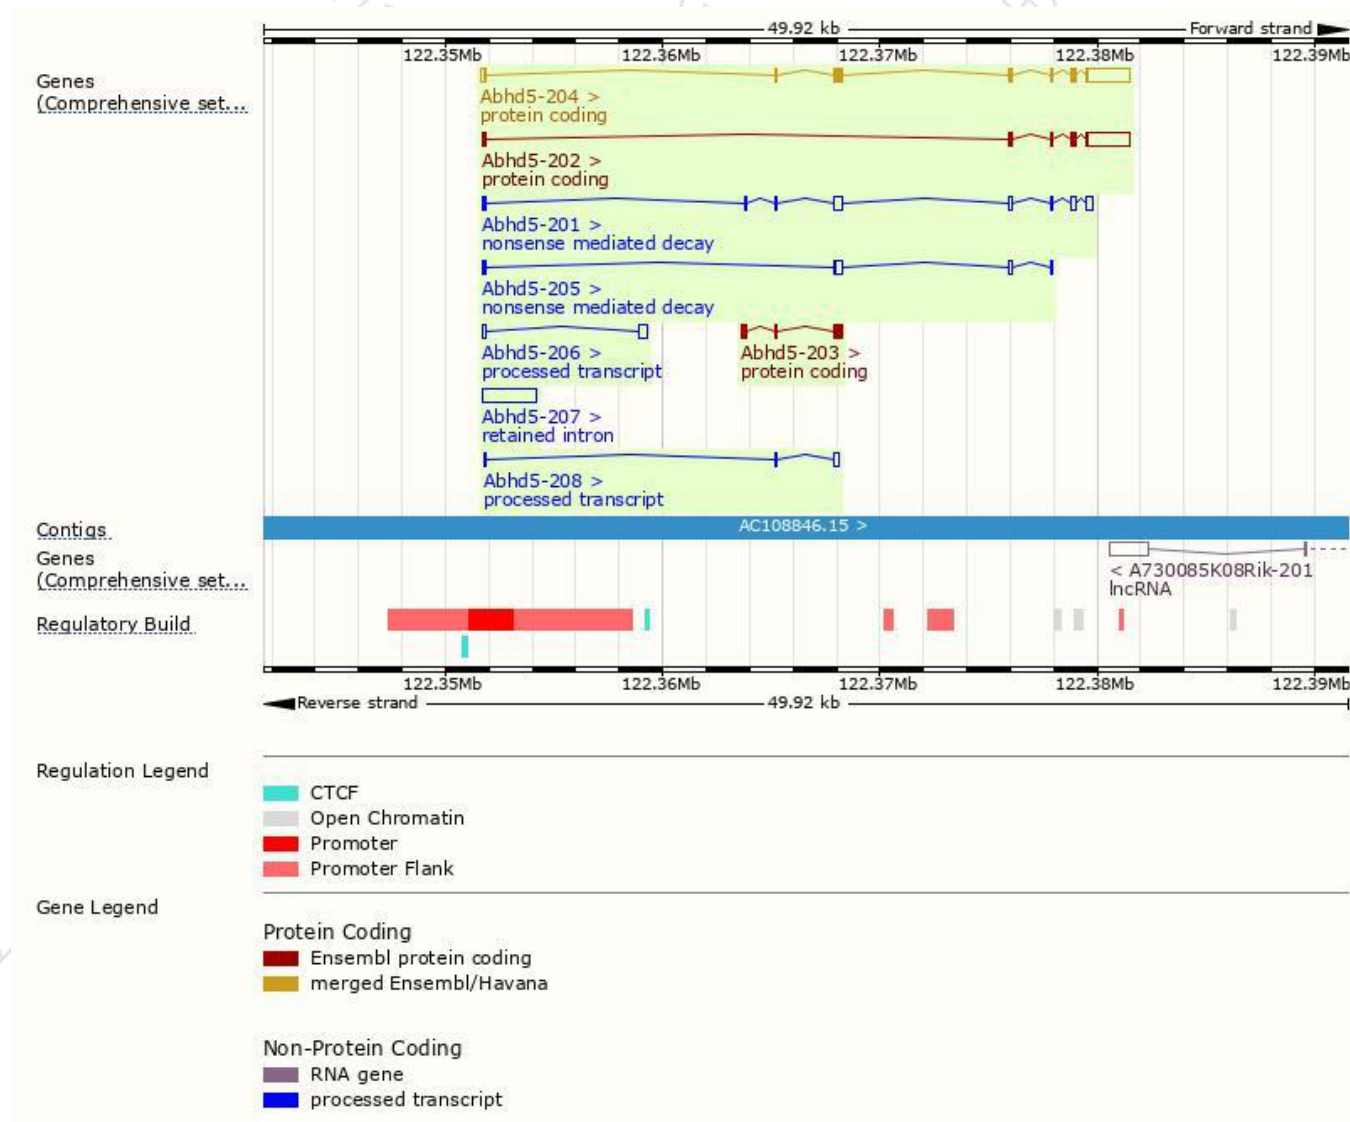 49.92 kb Forward strand
122.35Mb 122.36Mb 122.37Mb 122.38Mb 122.39Mb
Genes
(Comprehensive set...
Abhd5-204 >
protein coding
Abhd5-202 >
protein coding
Abhd5-201 >
nonsense mediated decay
Abhd5-205 >
nonsense mediated decay
Abhd5-206 > Abhd5-203 >
processed transcript protein coding
Abhd5-207 >
retained intron
Abhd5-208 >
processed transcript
Contigs AC108846.15 >
Genes
(Comprehensive set...
< A730085K08Rik-201
lncRNA
Regulatory Build
122.35Mb 122.36Mb 122.37Mb 122.38Mb 122.39Mb
Reverse strand 49.92 kb
Regulation Legend
CTCF
Open Chromatin
Promoter
Promoter Flank
Gene Legend
Protein Coding
Ensembl protein coding
merged Ensembl/Havana
Non-Protein Coding
RNA gene
processed transcript